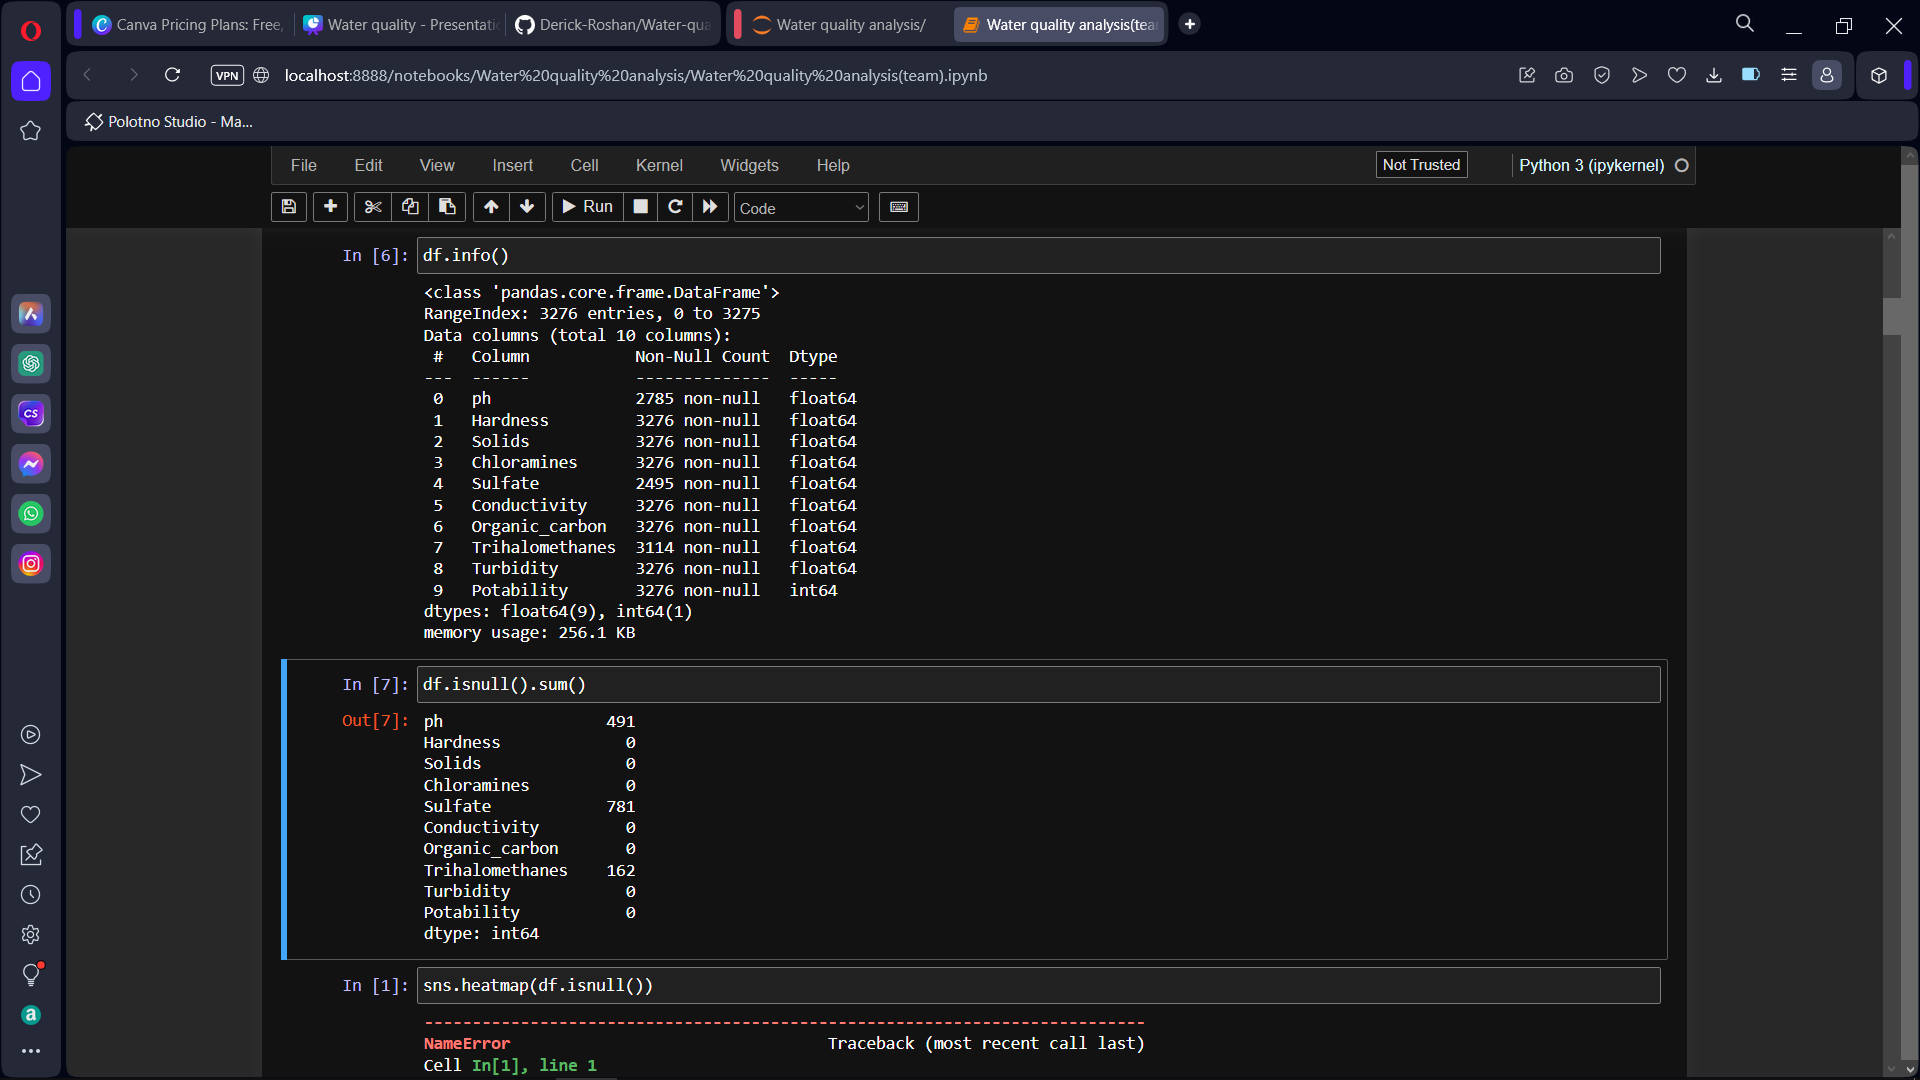 Canva Pricing Plans: Free,
Water quality - Presentatio
Derick-Roshan/Water-qua
Water quality analysis/
Water quality analysis(tea
VPN
localhost:8888/notebooks/Water%20quality%20analysis/Water%20quality%20analysis(team).ipynb
Polotno Studio - Ma...
File Edit View Insert Cell Kernel Widgets Help
Not Trusted
Python 3 (ipykernel)
Run
Code
In [6]: df.info()
<class 'pandas.core.frame.DataFrame'>
RangeIndex: 3276 entries, 0 to 3275
Data columns (total 10 columns):
 #   Column           Non-Null Count  Dtype
---  ------           --------------  -----
 0   ph               2785 non-null   float64
 1   Hardness         3276 non-null   float64
 2   Solids           3276 non-null   float64
 3   Chloramines      3276 non-null   float64
 4   Sulfate          2495 non-null   float64
 5   Conductivity     3276 non-null   float64
 6   Organic_carbon   3276 non-null   float64
 7   Trihalomethanes  3114 non-null   float64
 8   Turbidity        3276 non-null   float64
 9   Potability       3276 non-null   int64
dtypes: float64(9), int64(1)
memory usage: 256.1 KB
In [7]: df.isnull().sum()
Out[7]: ph                 491
Hardness             0
Solids               0
Chloramines          0
Sulfate            781
Conductivity         0
Organic_carbon       0
Trihalomethanes    162
Turbidity            0
Potability           0
dtype: int64
In [1]: sns.heatmap(df.isnull())
---------------------------------------------------------------------------
NameError                                 Traceback (most recent call last)
Cell In[1], line 1
CS
a